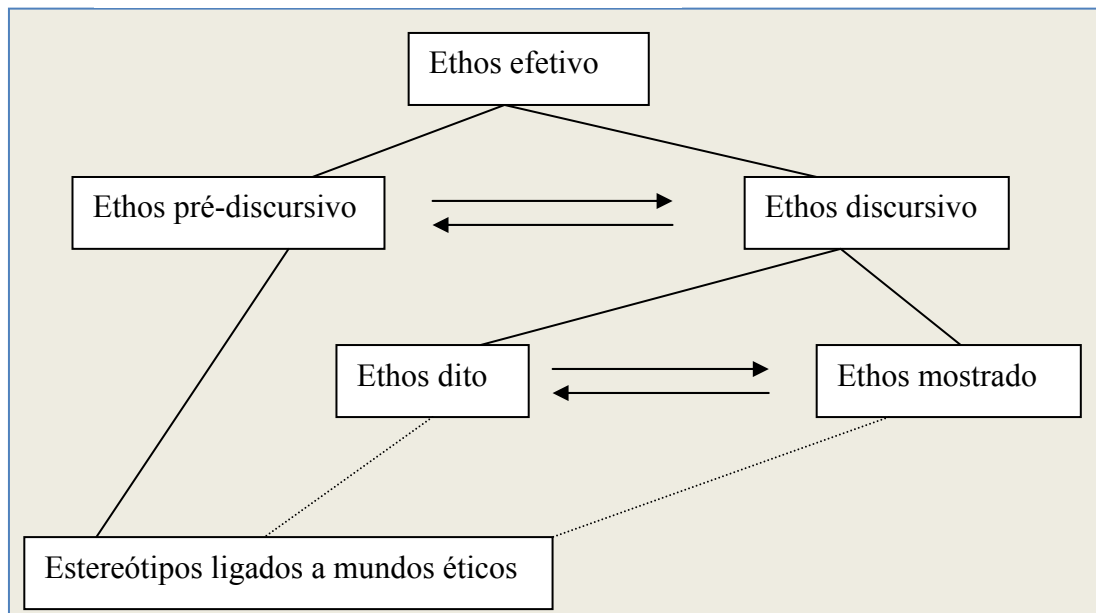 Ethos efetivo
Ethos pré-discursivo
Ethos discursivo
Ethos dito
Ethos mostrado
Estereótipos ligados a mundos éticos